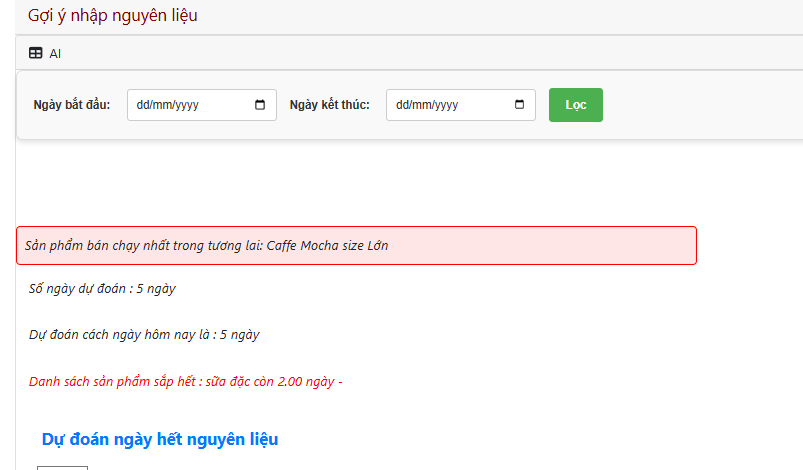 Gợi ý nhập nguyên liệu
AI
Ngày bắt đầu: dd/mm/yyyy Ngày kết thúc: dd/mm/yyyy Lọc
Sản phẩm bán chạy nhất trong tương lai: Caffe Mocha size Lớn
Số ngày dự đoán : 5 ngày
Dự đoán cách ngày hôm nay là : 5 ngày
Danh sách sản phẩm sắp hết : sữa đặc còn 2.00 ngày -
Dự đoán ngày hết nguyên liệu